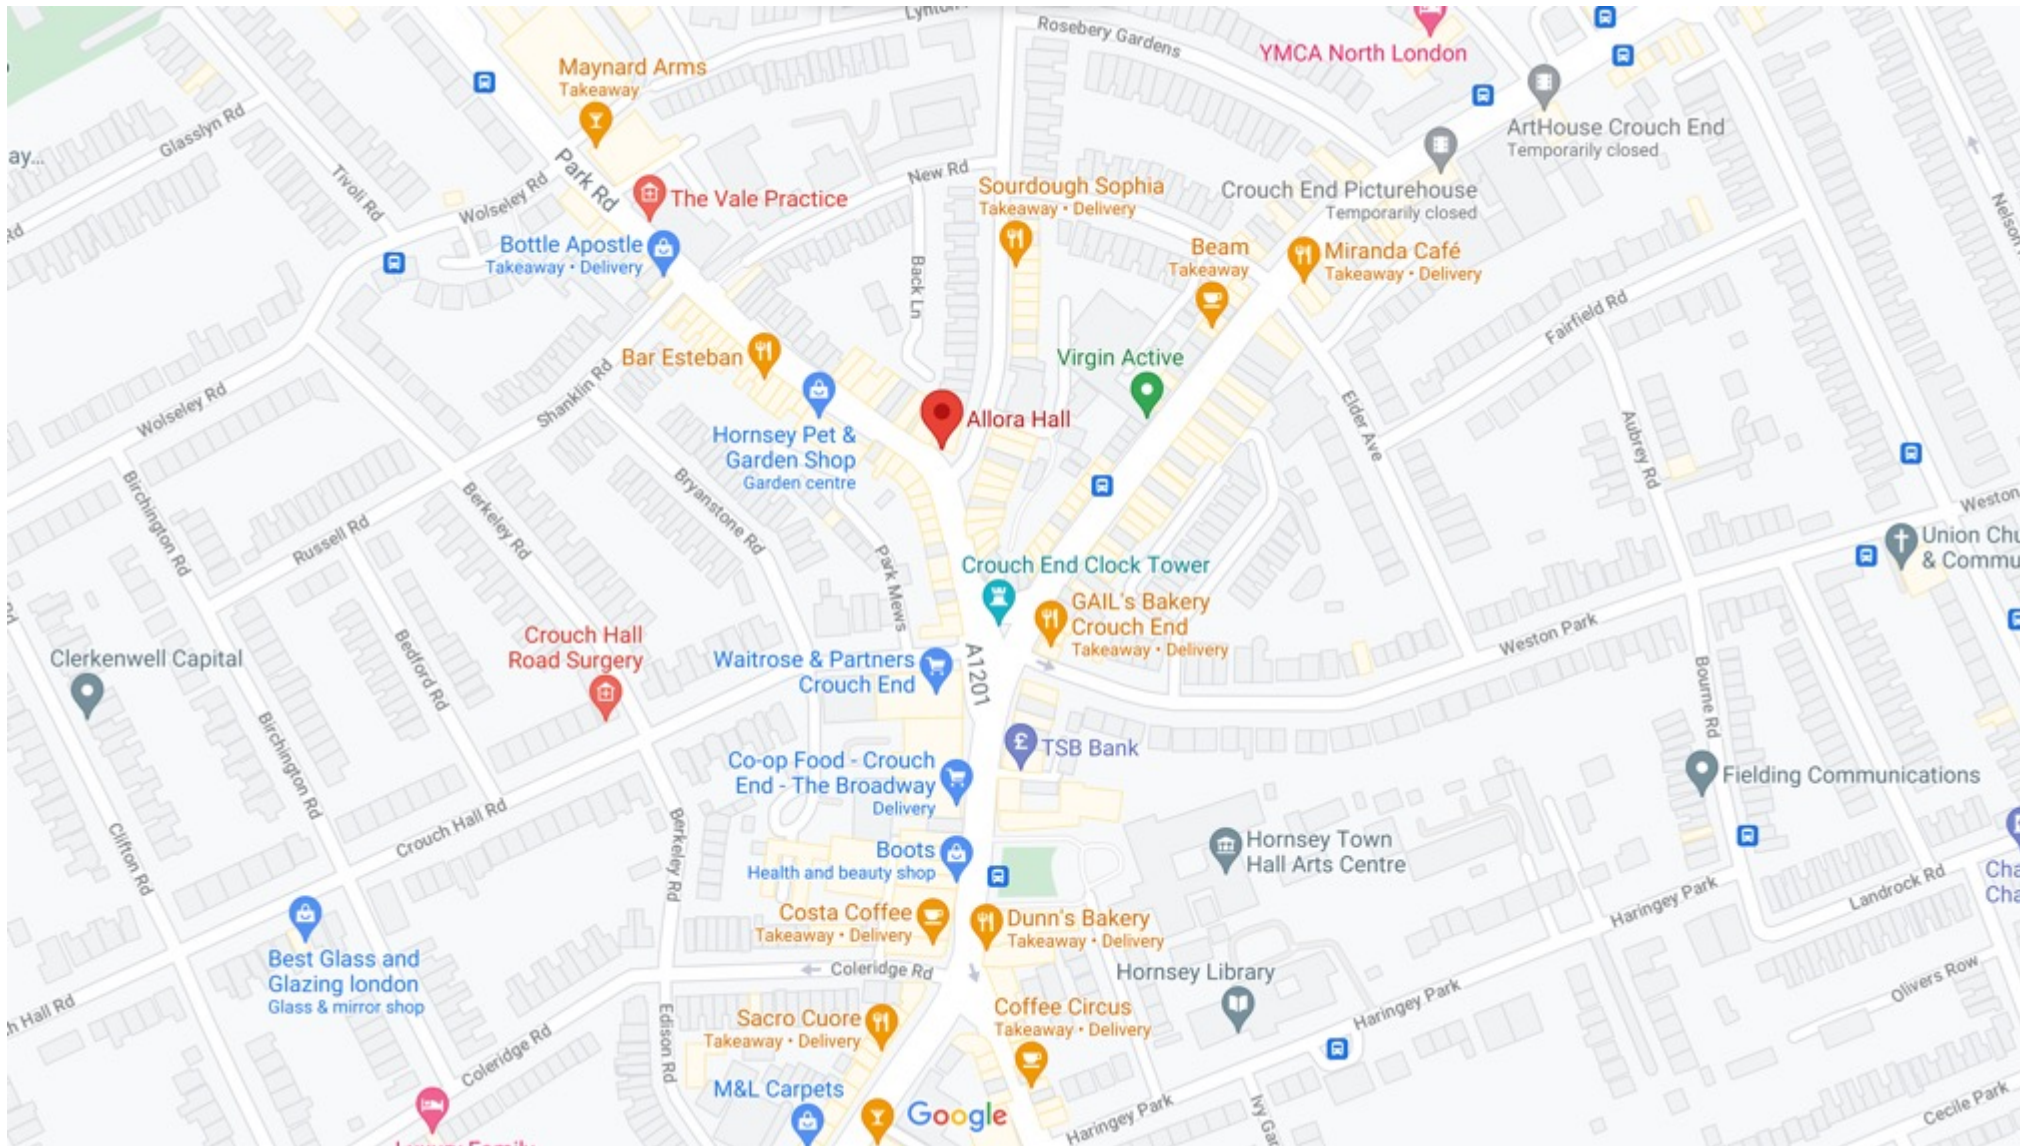 Rosebery Gardens
YMCA North London
Maynard Arms
Takeaway
Glasslyn Rd
ArtHouse Crouch End
Temporarily closed
ay...
Tivoli Rd
Park Rd
New Rd
Wolseley Rd
The Vale Practice
Sourdough Sophia
Takeaway • Delivery
Crouch End Picturehouse
Temporarily closed
Bottle Apostle
Takeaway • Delivery
Beam
Takeaway
Miranda Café
Takeaway • Delivery
Back Ln
Fairfield Rd
Bar Esteban
Virgin Active
Wolseley Rd
Shanklin Rd
Elder Ave
Aubrey Rd
Allora Hall
Hornsey Pet &
Garden Shop
Garden centre
Birchington Rd
Berkeley Rd
Bryanstone Rd
Russell Rd
Weston
Union Chu
& Commu
Park Mews
Crouch End Clock Tower
GAIL's Bakery
Crouch End
Takeaway • Delivery
Clerkenwell Capital
Crouch Hall
Road Surgery
Bedford Rd
Waitrose & Partners
Crouch End
A1201
Weston Park
Bourne Rd
Birchington Rd
TSB Bank
Co-op Food - Crouch
End - The Broadway
Delivery
Fielding Communications
Crouch Hall Rd
Clifton Rd
Berkeley Rd
Boots
Health and beauty shop
Hornsey Town
Hall Arts Centre
Cha
Cha
Landrock Rd
Haringey Park
Costa Coffee
Takeaway • Delivery
Dunn's Bakery
Takeaway • Delivery
Best Glass and
Glazing london
Glass & mirror shop
Coleridge Rd
Hornsey Library
Olivers Row
h Hall Rd
Edison Rd
Sacro Cuore
Takeaway • Delivery
Coffee Circus
Takeaway • Delivery
Haringey Park
Coleridge Rd
M&L Carpets
Google
Haringey Park
Ivy Gar
Cecile Park